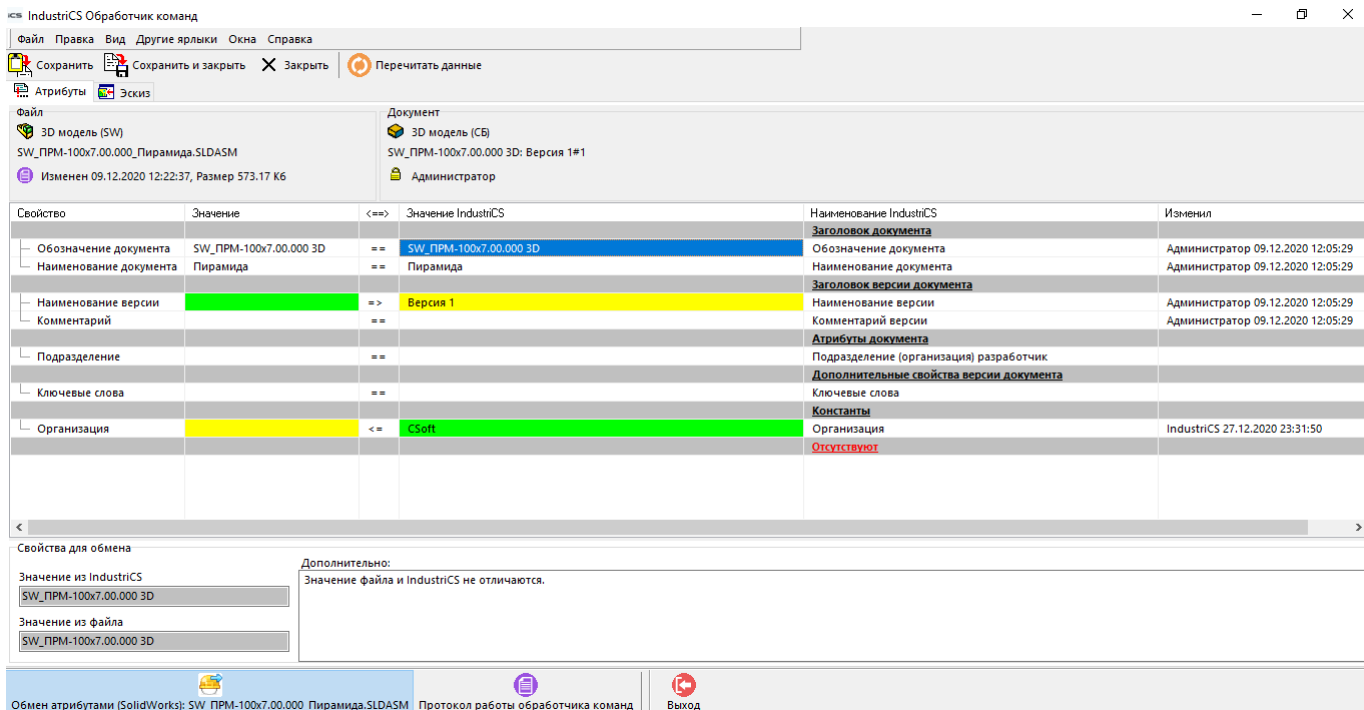 iCS IndustriCS Обработчик команд
Файл Правка Вид Другие ярлыки Окна Справка
Сохранить Сохранить и закрыть Закрыть Перечитать данные
Атрибуты Эскиз
Файл Документ
3D модель (SW) 3D модель (СБ)
SW_ПРМ-100x7.00.000_Пирамида.SLDASM SW_ПРМ-100x7.00.000 3D: Версия 1#1
Изменен 09.12.2020 12:22:37, Размер 573.17 Кб Администратор
Свойство Значение <==> Значение IndustriCS Наименование IndustriCS Изменил
Заголовок документа
Обозначение документа SW_ПРМ-100x7.00.000 3D == SW_ПРМ-100x7.00.000 3D Обозначение документа Администратор 09.12.2020 12:05:29
Наименование документа Пирамида == Пирамида Наименование документа Администратор 09.12.2020 12:05:29
Заголовок версии документа
Наименование версии => Версия 1 Наименование версии Администратор 09.12.2020 12:05:29
Комментарий == Комментарий версии Администратор 09.12.2020 12:05:29
Атрибуты документа
Подразделение == Подразделение (организация) разработчик
Дополнительные свойства версии документа
Ключевые слова == Ключевые слова
Константы
Организация <= CSoft Организация IndustriCS 27.12.2020 23:31:50
Отсутствуют
Свойства для обмена
Дополнительно:
Значение из IndustriCS Значение файла и IndustriCS не отличаются.
SW_ПРМ-100x7.00.000 3D
Значение из файла
SW_ПРМ-100x7.00.000 3D
Обмен атрибутами (SolidWorks): SW_ПРМ-100x7.00.000_Пирамида.SLDASM Протокол работы обработчика команд Выход